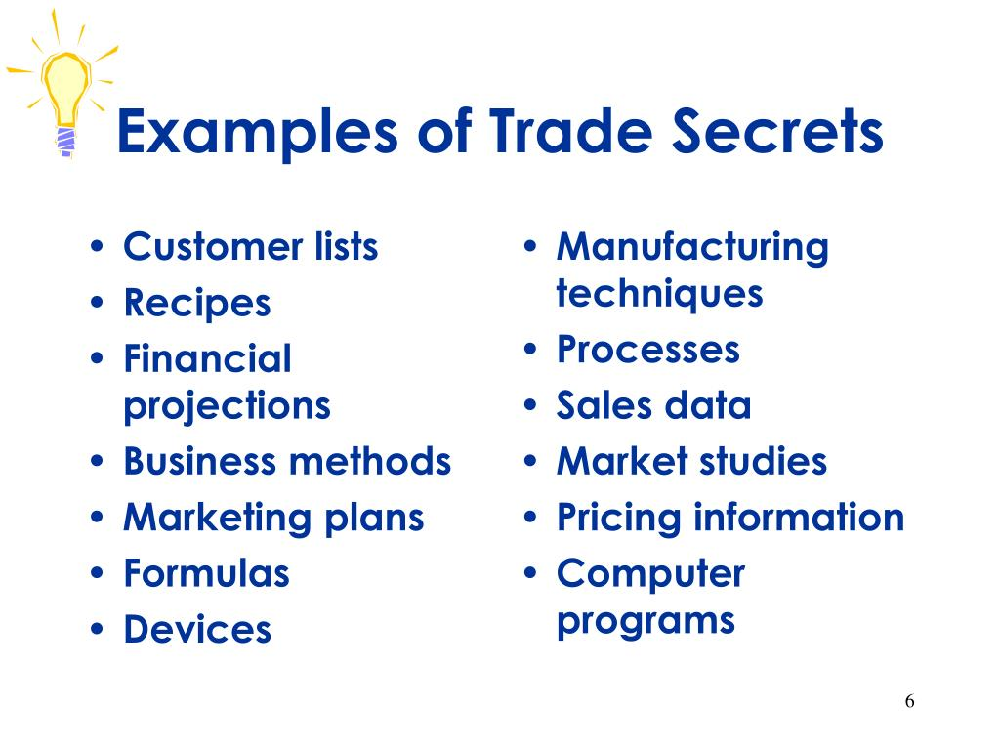 Examples of Trade Secrets
• Customer lists
• Recipes
• Financial
projections
• Business methods
• Marketing plans
• Formulas
• Devices
• Manufacturing
techniques
• Processes
• Sales data
• Market studies
• Pricing information
• Computer
programs
6